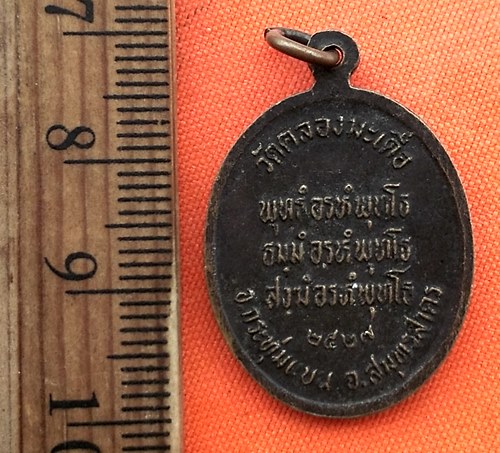 7
8
9
10
วัดคลองมะเดื่อ
พุทธํ อรหํ พุทโธ
ธมฺมํ อรหํ พุทโธ
สงฺฆํ อรหํ พุทโธ
๒๕๒๗
อ.กระทุ่มแบน จ.สมุทรสาคร